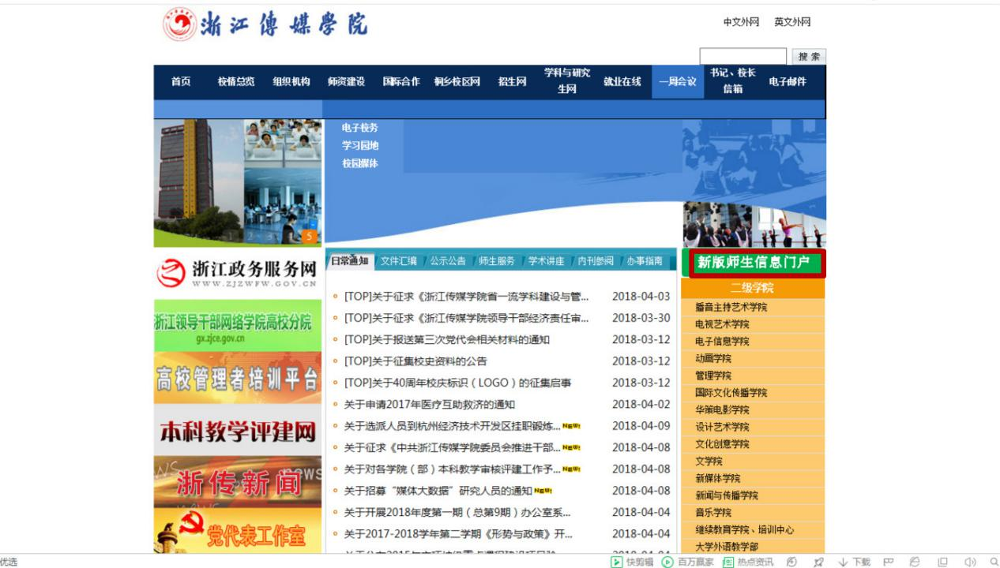 浙江傳媒學院
中文外网 英文外网
搜索
首页 校情总览 组织机构 师资建设 国际合作 桐乡校区网 招生网 学科与研究生网 就业在线 一周会议 书记、校长信箱 电子邮件
电子校务
学习园地
校园媒体
1 2 3 4 5
浙江政务服务网
WWW.ZJZWFW.GOV.CN
浙江领导干部网络学院高校分院
gx.zjce.gov.cn
高校管理者培训平台
本科教学评建网
浙传新闻
党代表工作室
日常通知 文件汇编 公示公告 师生服务 学术讲座 内刊参阅 办事指南
[TOP]关于征求《浙江传媒学院省一流学科建设与管... 2018-04-03
[TOP]关于征求《浙江传媒学院领导干部经济责任审... 2018-03-30
[TOP]关于报送第三次党代会相关材料的通知 2018-03-12
[TOP]关于征集校史资料的公告 2018-03-12
[TOP]关于40周年校庆标识（LOGO）的征集启事 2018-03-12
关于申请2017年医疗互助救济的通知 2018-04-02
关于选派人员到杭州经济技术开发区挂职锻炼... NEW! 2018-04-09
关于征求《中共浙江传媒学院委员会推进干部... NEW! 2018-04-08
关于对各学院（部）本科教学审核评建工作予... NEW! 2018-04-08
关于招募“媒体大数据”研究人员的通知 NEW! 2018-04-08
关于开展2018年度第一期（总第9期）办公室系... 2018-04-04
关于2017-2018学年第二学期《形势与政策》开... 2018-04-04
新版师生信息门户
二级学院
播音主持艺术学院
电视艺术学院
电子信息学院
动画学院
管理学院
国际文化传播学院
华策电影学院
设计艺术学院
文化创意学院
文学院
新媒体学院
新闻与传播学院
音乐学院
继续教育学院、培训中心
大学外语教学部
优选
快剪辑 百万赢家 热点资讯 下载